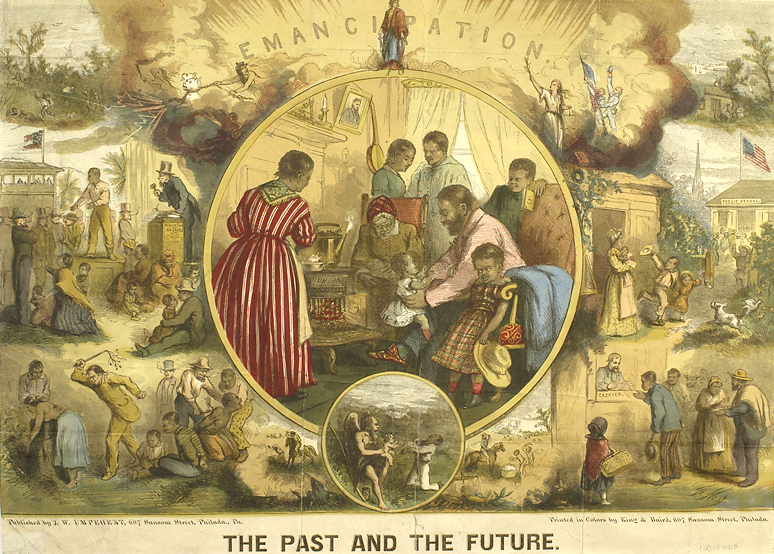 EMANCIPATION
PUBLIC SCHOOL
UNION
CASHIER.
Published by J. W. UMPEHENT, 607 Sansom Street, Philada., Pa.
Printed in Colors by King & Baird, 607 Sansom Street, Philada.
THE PAST AND THE FUTURE.